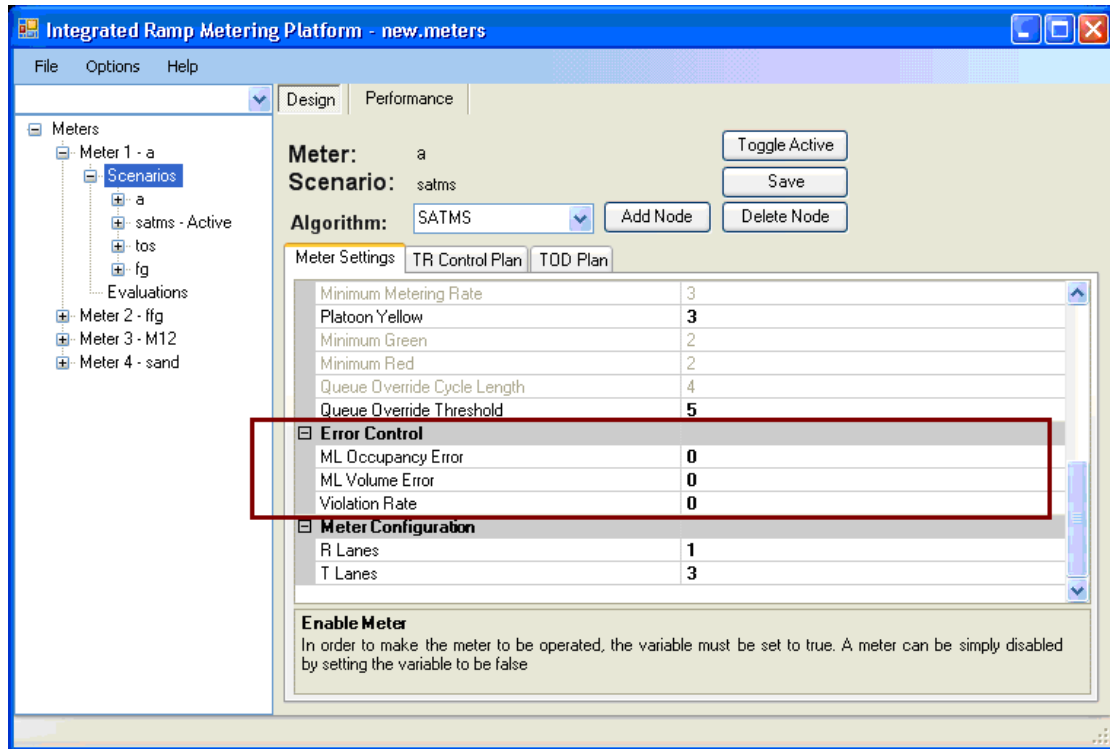 Integrated Ramp Metering Platform - new.meters
File Options Help
Design Performance
Meters
Meter 1 - a
Scenarios
a
satms - Active
tos
fg
Evaluations
Meter 2 - ffg
Meter 3 - M12
Meter 4 - sand
Meter: a
Toggle Active
Scenario: satms
Save
Algorithm: SATMS
Add Node
Delete Node
Meter Settings TR Control Plan TOD Plan
Minimum Metering Rate 3
Platoon Yellow 3
Minimum Green 2
Minimum Red 2
Queue Override Cycle Length 4
Queue Override Threshold 5
Error Control
ML Occupancy Error 0
ML Volume Error 0
Violation Rate 0
Meter Configuration
R Lanes 1
T Lanes 3
Enable Meter
In order to make the meter to be operated, the variable must be set to true. A meter can be simply disabled
by setting the variable to be false